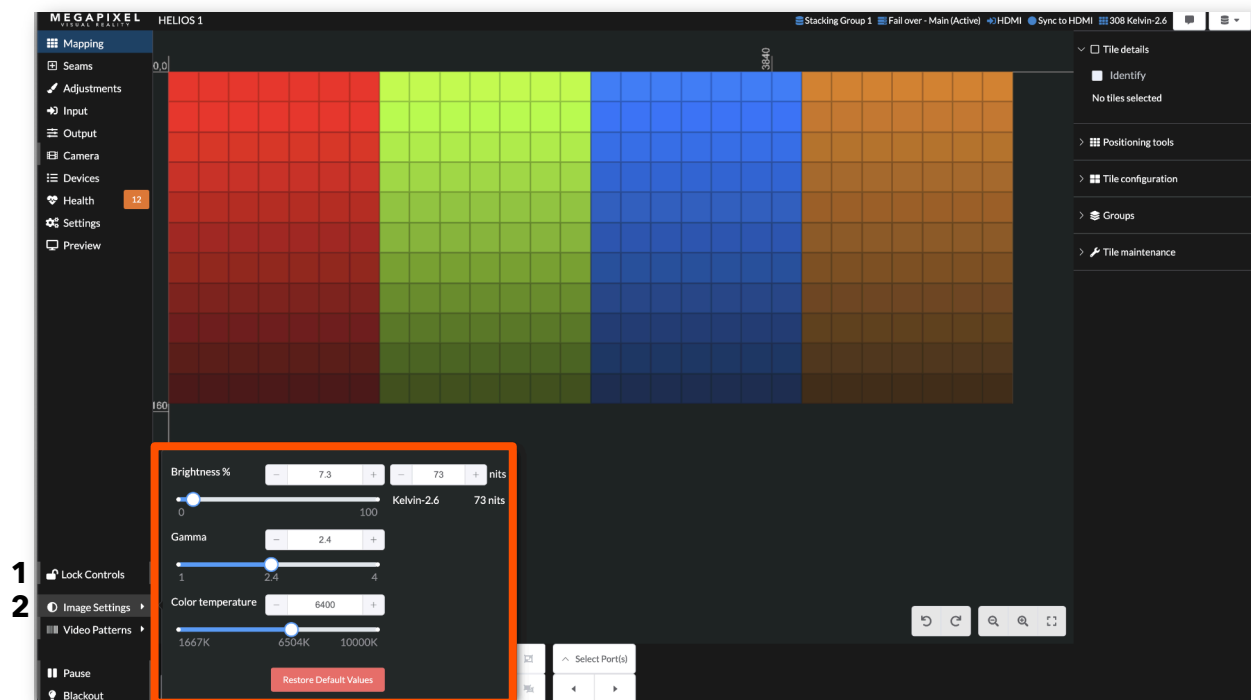 MEGAPIXEL
VISUAL REALITY
HELIOS 1
Stacking Group 1 Fail over - Main (Active) HDMI Sync to HDMI 308 Kelvin-2.6
Mapping
Seams
Adjustments
Input
Output
Camera
Devices
Health 12
Settings
Preview
0,0
3840
160
Tile details
Identify
No tiles selected
Positioning tools
Tile configuration
Groups
Tile maintenance
1 Lock Controls
2 Image Settings
Video Patterns
Pause
Blackout
Brightness % − 7.3 + − 73 + nits
0 100
Kelvin-2.6 73 nits
Gamma − 2.4 +
1 2.4 4
Color temperature − 6400 +
1667K 6504K 10000K
Restore Default Values
Select Port(s)